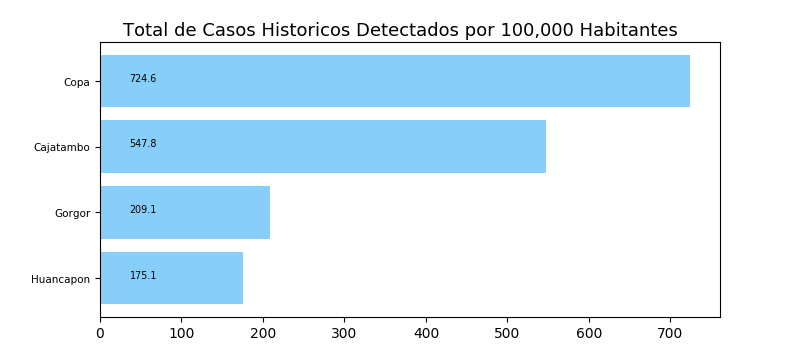 Total de Casos Historicos Detectados por 100,000 Habitantes
Copa
724.6
Cajatambo
547.8
Gorgor
209.1
Huancapon
175.1
0 100 200 300 400 500 600 700